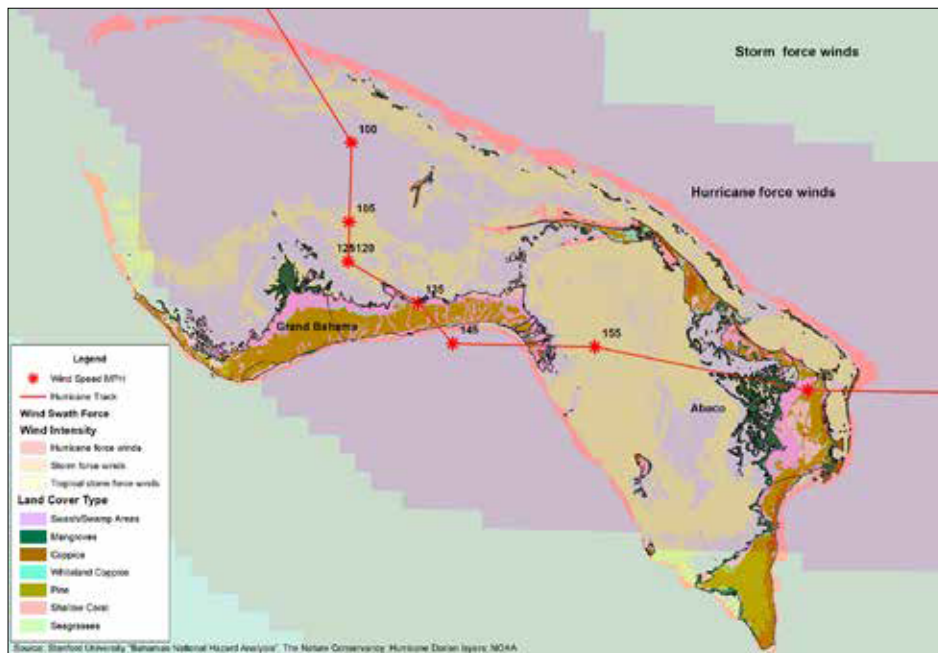 Storm force winds
100
Hurricane force winds
105
120
135
Grand Bahama
145
155
Abaco
Legend
Wind Speed MPH
Hurricane Track
Wind Swath Force
Wind Intensity
Hurricane force winds
Storm force winds
Tropical storm force winds
Land Cover Type
Swash/Swamp Areas
Mangroves
Coppice
Whiteland Coppice
Pine
Shallow Coral
Seagrasses
Source: Stanford University "Bahamas National Hazard Analysis", The Nature Conservancy; Hurricane Dorian layers: NOAA